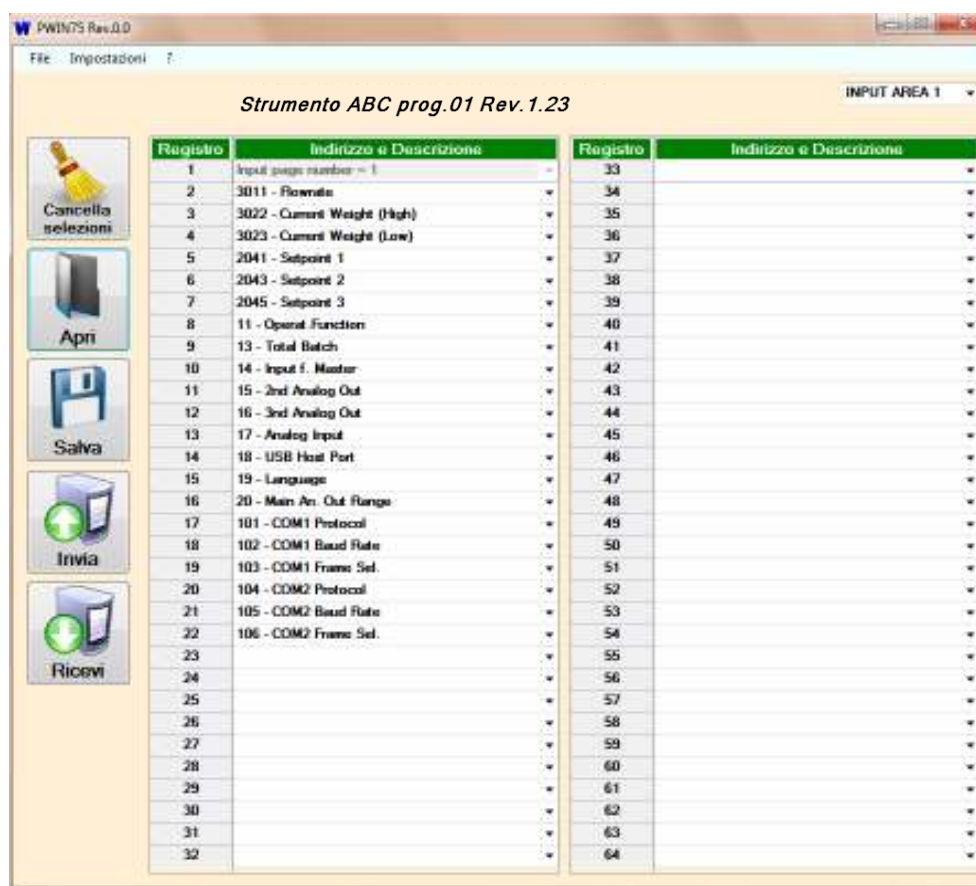 PWIN75 Rev.0.0
File Impostazioni ?
Strumento ABC prog.01 Rev.1.23
INPUT AREA 1
Cancella selezioni
Apri
Salva
Invia
Ricevi
Registro Indirizzo e Descrizione
1 Input page number = 1
2 3011 - Flowrate
3 3022 - Current Weight (High)
4 3023 - Current Weight (Low)
5 2041 - Setpoint 1
6 2043 - Setpoint 2
7 2045 - Setpoint 3
8 11 - Operat.Function
9 13 - Total Batch
10 14 - Input f. Master
11 15 - 2nd Analog Out
12 16 - 3nd Analog Out
13 17 - Analog Input
14 18 - USB Host Port
15 19 - Language
16 20 - Main An. Out Range
17 101 - COM1 Protocol
18 102 - COM1 Baud Rate
19 103 - COM1 Frame Sel.
20 104 - COM2 Protocol
21 105 - COM2 Baud Rate
22 106 - COM2 Frame Sel.
23
24
25
26
27
28
29
30
31
32
Registro Indirizzo e Descrizione
33
34
35
36
37
38
39
40
41
42
43
44
45
46
47
48
49
50
51
52
53
54
55
56
57
58
59
60
61
62
63
64